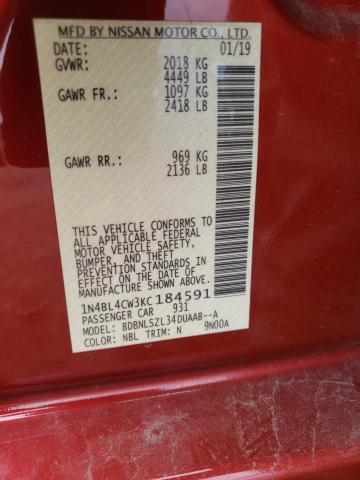 MFD BY NISSAN MOTOR CO., LTD.
DATE: 01/19
GVWR: 2018 KG
4449 LB
GAWR FR.: 1097 KG
2418 LB
GAWR RR.: 969 KG
2136 LB
THIS VEHICLE CONFORMS TO
ALL APPLICABLE FEDERAL
MOTOR VEHICLE SAFETY,
BUMPER, AND THEFT
PREVENTION STANDARDS
IN EFFECT ON THE DATE OF
MANUFACTURE SHOWN ABOVE.
1N4BL4CW3KC184591
PASSENGER CAR 931
MODEL: BDBNLSZL34DUAAB--A
COLOR: NBL TRIM: N 9N00A